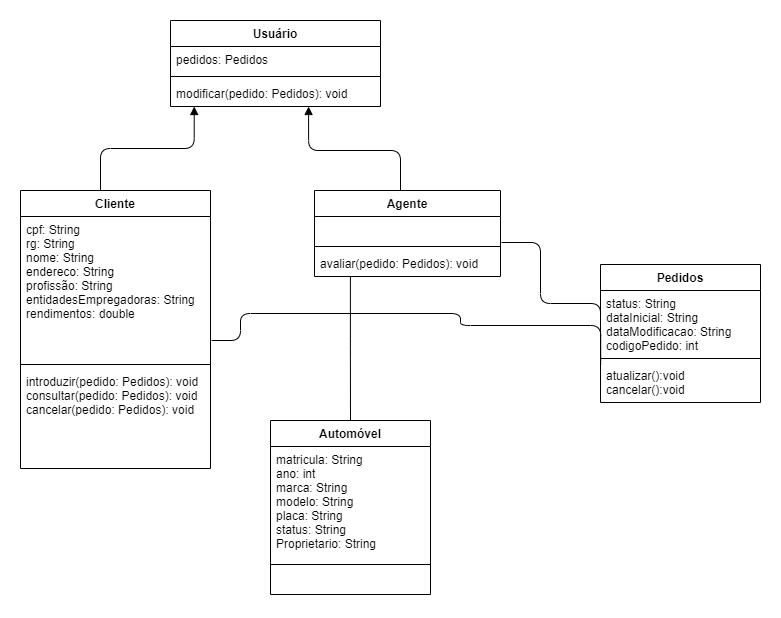 Usuário
pedidos: Pedidos
modificar(pedido: Pedidos): void
Cliente
cpf: String
rg: String
nome: String
endereco: String
profissão: String
entidadesEmpregadoras: String
rendimentos: double
introduzir(pedido: Pedidos): void
consultar(pedido: Pedidos): void
cancelar(pedido: Pedidos): void
Agente
avaliar(pedido: Pedidos): void
Pedidos
status: String
dataInicial: String
dataModificacao: String
codigoPedido: int
atualizar():void
cancelar():void
Automóvel
matricula: String
ano: int
marca: String
modelo: String
placa: String
status: String
Proprietario: String